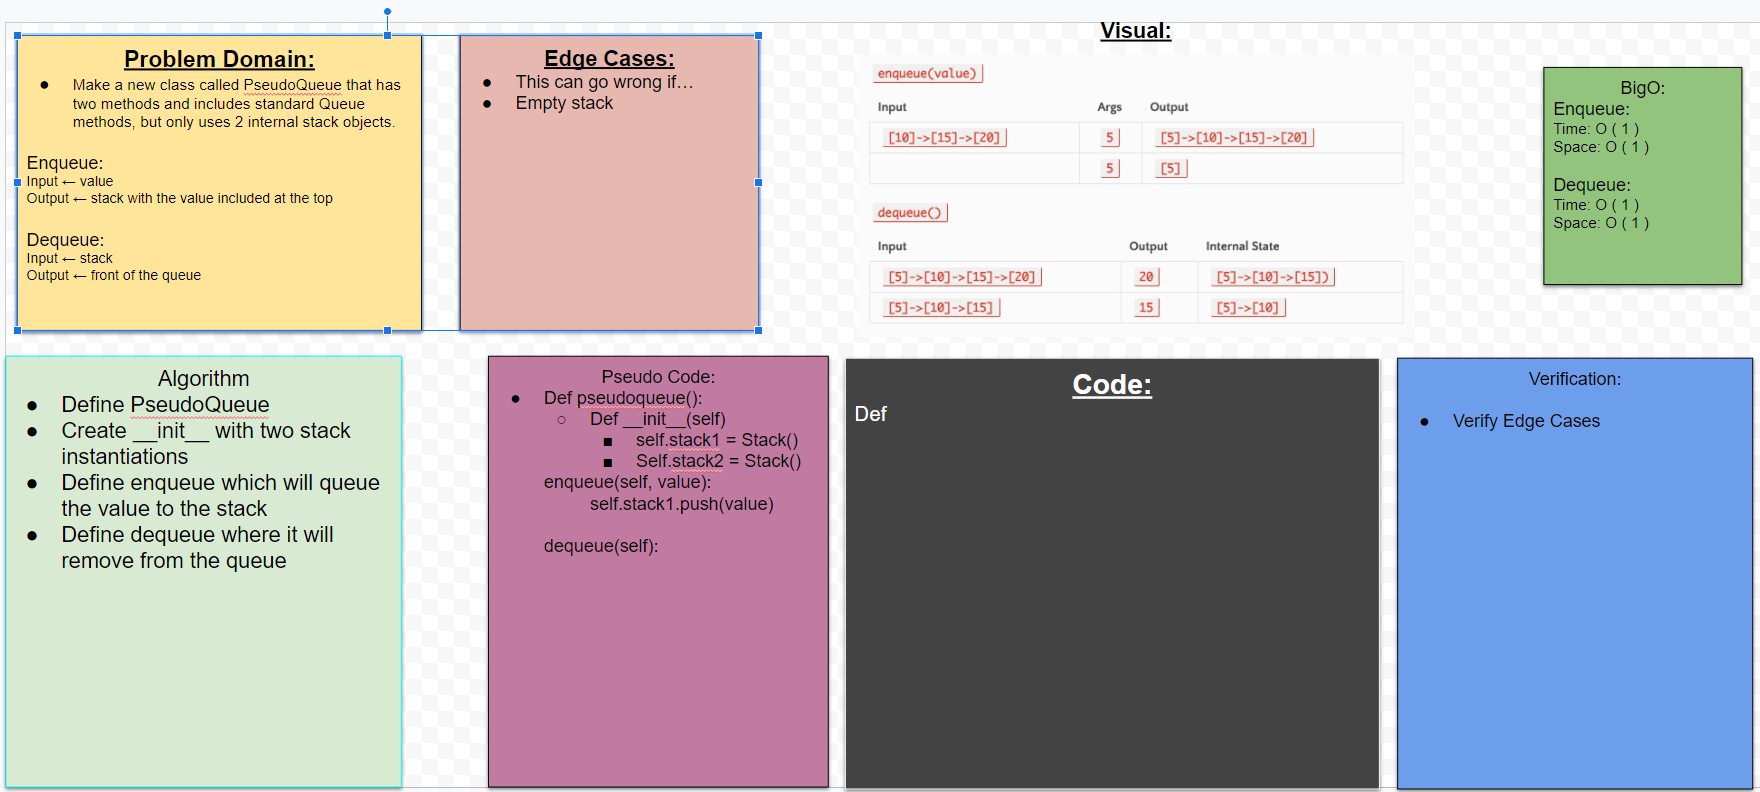 Problem Domain:
● Make a new class called PseudoQueue that has
two methods and includes standard Queue
methods, but only uses 2 internal stack objects.
Enqueue:
Input ← value
Output ← stack with the value included at the top
Dequeue:
Input ← stack
Output ← front of the queue
Edge Cases:
● This can go wrong if...
● Empty stack
Visual:
enqueue(value)
Input Args Output
[10]->[15]->[20] 5 [5]->[10]->[15]->[20]
5 [5]
dequeue()
Input Output Internal State
[5]->[10]->[15]->[20] 20 [5]->[10]->[15])
[5]->[10]->[15] 15 [5]->[10]
BigO:
Enqueue:
Time: O ( 1 )
Space: O ( 1 )
Dequeue:
Time: O ( 1 )
Space: O ( 1 )
Algorithm
● Define PseudoQueue
● Create __init__ with two stack
instantiations
● Define enqueue which will queue
the value to the stack
● Define dequeue where it will
remove from the queue
Pseudo Code:
● Def pseudoqueue():
○ Def __init__(self)
■ self.stack1 = Stack()
■ Self.stack2 = Stack()
enqueue(self, value):
self.stack1.push(value)
dequeue(self):
Code:
Def
Verification:
● Verify Edge Cases